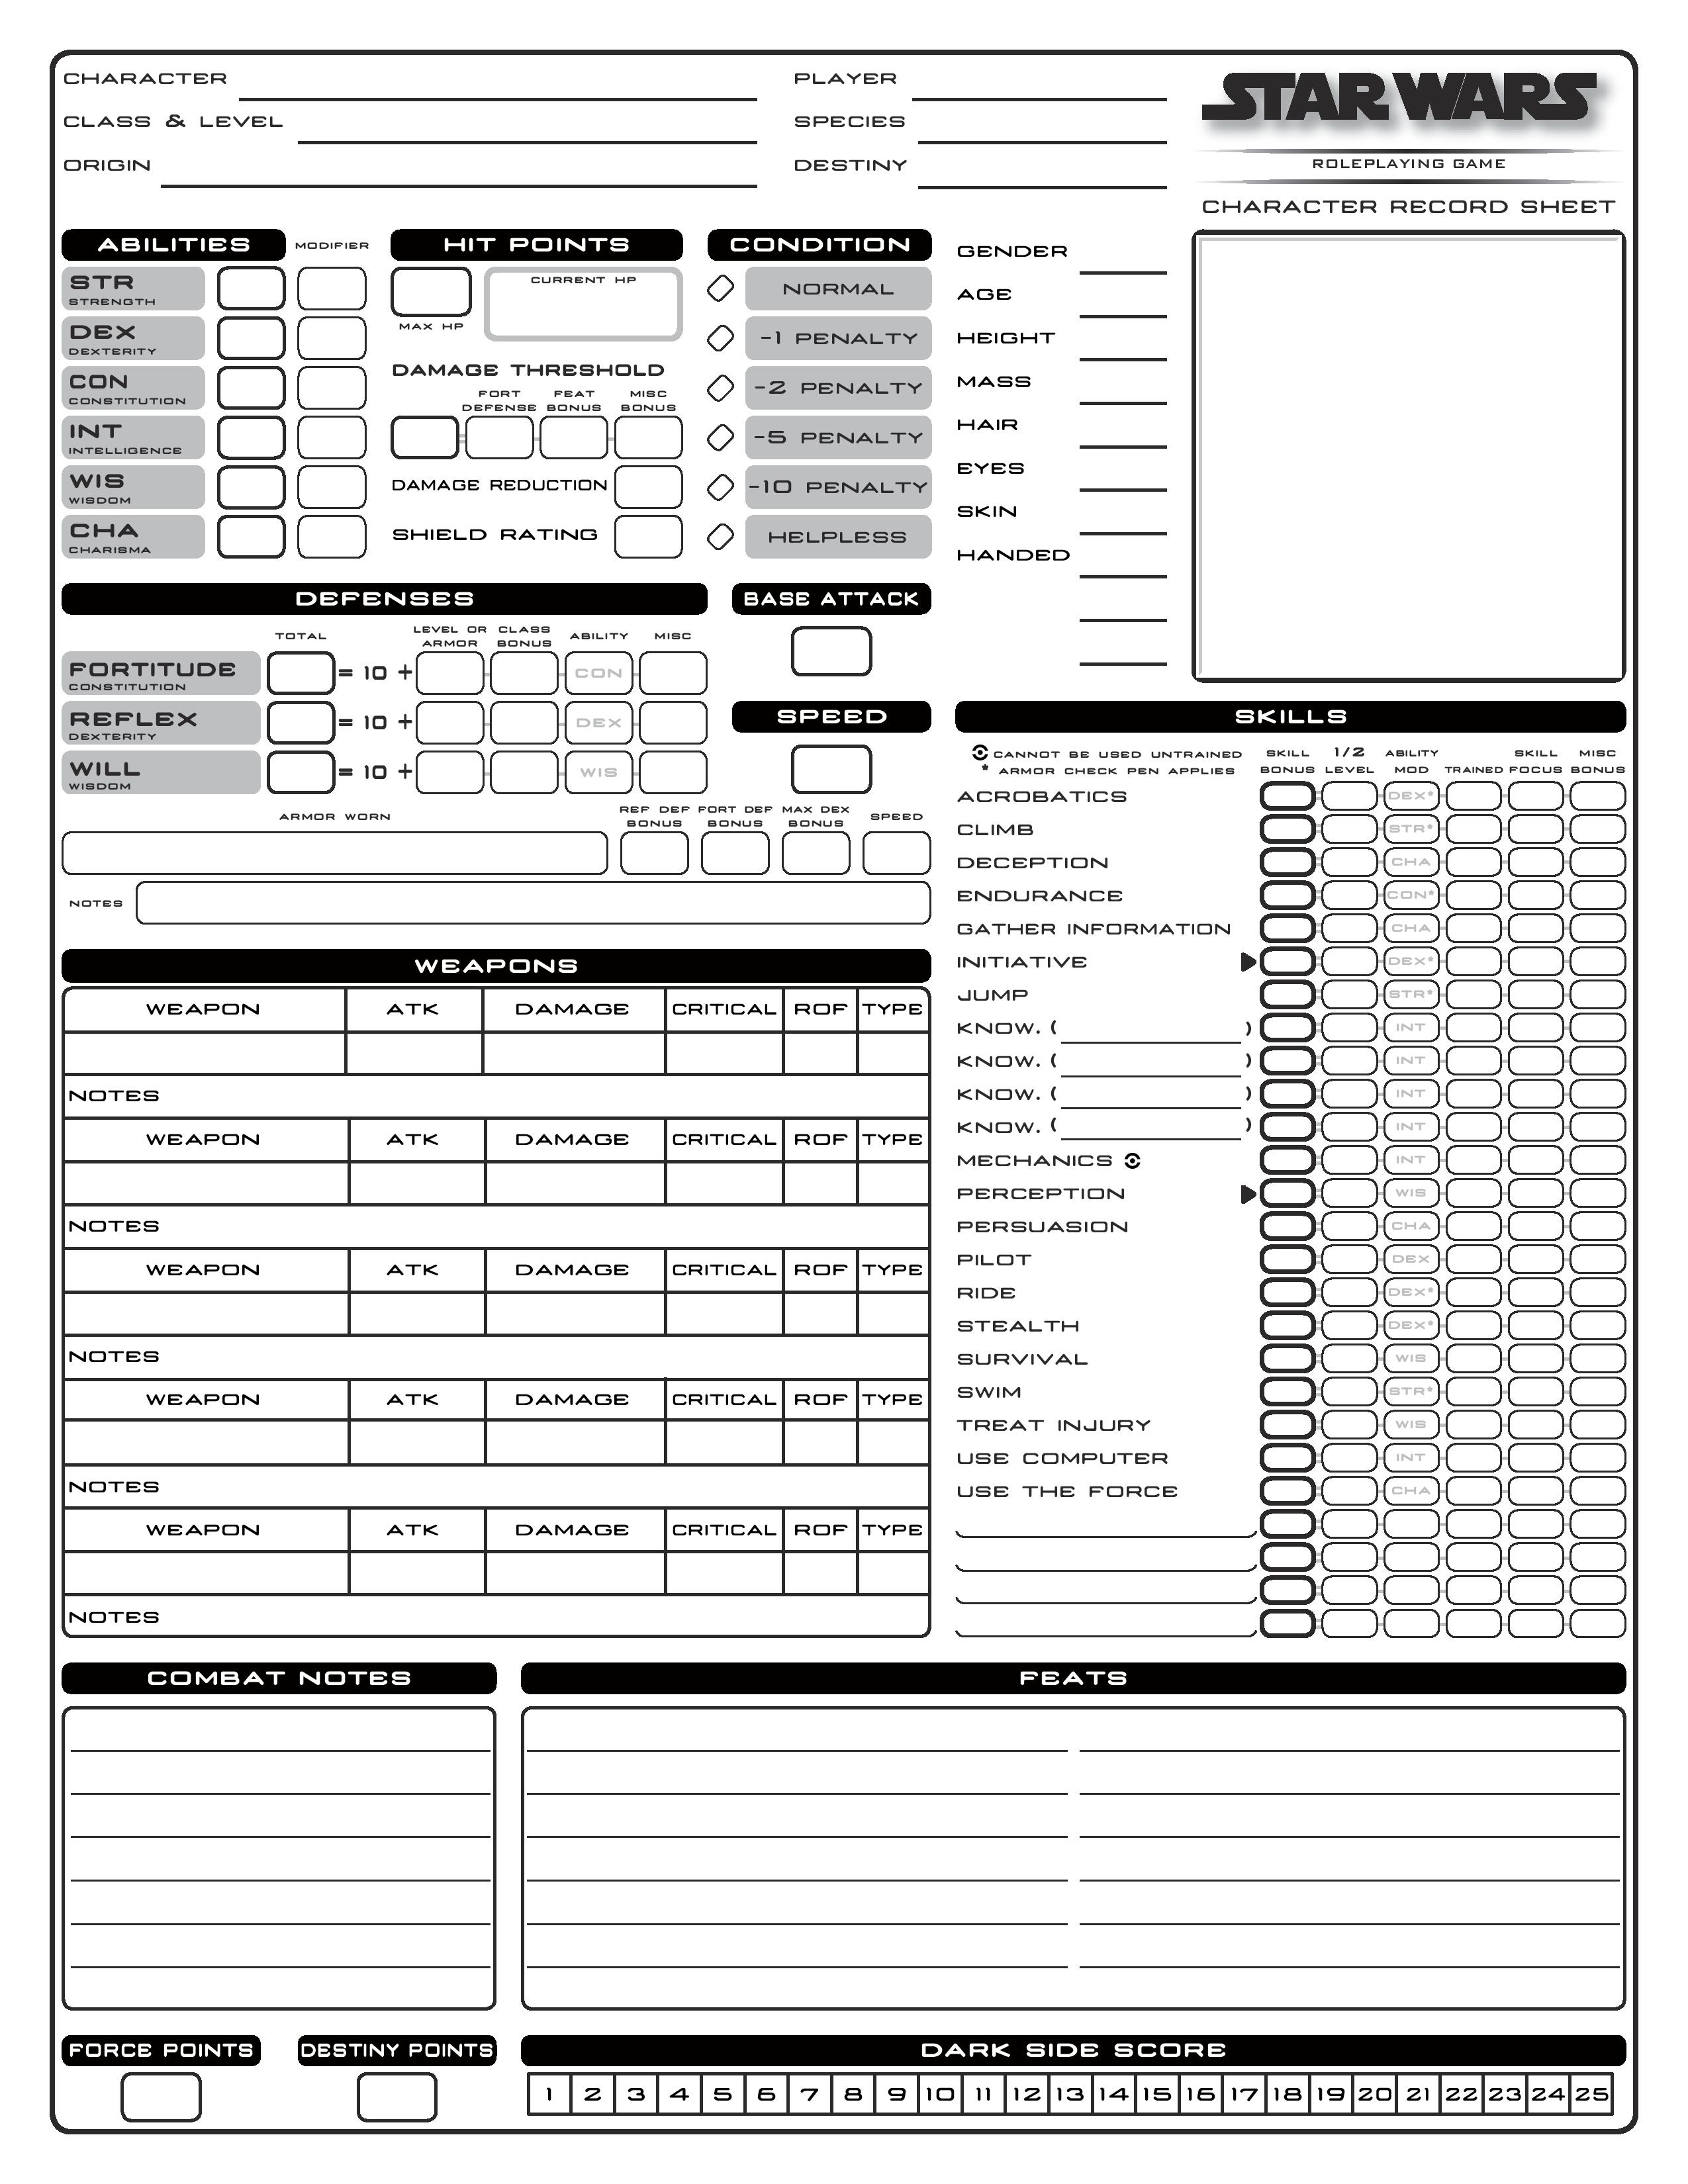 CHARACTER
CLASS & LEVEL
ORIGIN
PLAYER
SPECIES
DESTINY
STAR WARS
ROLEPLAYING GAME
CHARACTER RECORD SHEET
ABILITIES MODIFIER
STR
STRENGTH
DEX
DEXTERITY
CON
CONSTITUTION
INT
INTELLIGENCE
WIS
WISDOM
CHA
CHARISMA
HIT POINTS
CURRENT HP
MAX HP
DAMAGE THRESHOLD
FORT DEFENSE FEAT BONUS MISC BONUS
DAMAGE REDUCTION
SHIELD RATING
CONDITION
NORMAL
-1 PENALTY
-2 PENALTY
-5 PENALTY
-10 PENALTY
HELPLESS
GENDER
AGE
HEIGHT
MASS
HAIR
EYES
SKIN
HANDED
DEFENSES
TOTAL LEVEL OR ARMOR CLASS BONUS ABILITY MISC
FORTITUDE = 10 + CON
CONSTITUTION
REFLEX = 10 + DEX
DEXTERITY
WILL = 10 + WIS
WISDOM
BASE ATTACK
SPEED
ARMOR WORN REF DEF BONUS FORT DEF BONUS MAX DEX BONUS SPEED
NOTES
WEAPONS
WEAPON ATK DAMAGE CRITICAL ROF TYPE
NOTES
WEAPON ATK DAMAGE CRITICAL ROF TYPE
NOTES
WEAPON ATK DAMAGE CRITICAL ROF TYPE
NOTES
WEAPON ATK DAMAGE CRITICAL ROF TYPE
NOTES
WEAPON ATK DAMAGE CRITICAL ROF TYPE
NOTES
SKILLS
CANNOT BE USED UNTRAINED
* ARMOR CHECK PEN APPLIES
SKILL BONUS 1/2 LEVEL ABILITY MOD TRAINED SKILL FOCUS MISC BONUS
ACROBATICS DEX*
CLIMB STR*
DECEPTION CHA
ENDURANCE CON*
GATHER INFORMATION CHA
INITIATIVE DEX*
JUMP STR*
KNOW. ( ) INT
KNOW. ( ) INT
KNOW. ( ) INT
KNOW. ( ) INT
MECHANICS INT
PERCEPTION WIS
PERSUASION CHA
PILOT DEX
RIDE DEX*
STEALTH DEX*
SURVIVAL WIS
SWIM STR*
TREAT INJURY WIS
USE COMPUTER INT
USE THE FORCE CHA
COMBAT NOTES
FEATS
FORCE POINTS
DESTINY POINTS
DARK SIDE SCORE
1 2 3 4 5 6 7 8 9 10 11 12 13 14 15 16 17 18 19 20 21 22 23 24 25